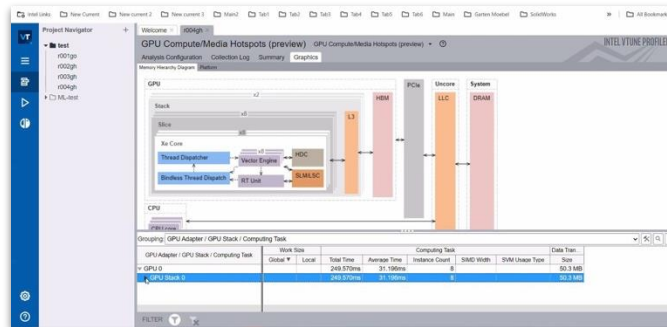 Intel Links New Current New current 2 New current 3 Main2 Tab1 Tab2 Tab3 Tab4 Tab5 Tab6 Main Garten Moebel SolidWorks » All Bookmarks
VT Project Navigator + Welcome × r004gh ×
INTEL VTUNE PROFILER
test
r001ge
r002gh
r003gh
r004gh
ML-test
GPU Compute/Media Hotspots (preview) GPU Compute/Media Hotspots (preview)
Analysis Configuration Collection Log Summary Graphics
Memory Hierarchy Diagram Platform
GPU PCIe Uncore System
x2 HBM LLC DRAM
Stack
x8 L3
Slice
x8
Xe Core
Thread Dispatcher
x8
Vector Engine
HDC
Bindless Thread Dispatch
RT Unit
SLM/LSC
CPU
CPU core
Grouping: GPU Adapter / GPU Stack / Computing Task
GPU Adapter / GPU Stack / Computing Task Work Size Computing Task Data Tran...
Global Local Total Time Average Time Instance Count SIMD Width SVM Usage Type Size
GPU 0 249.570ms 31.196ms 8 50.3 MB
GPU Stack 0 249.570ms 31.196ms 8 50.3 MB
FILTER